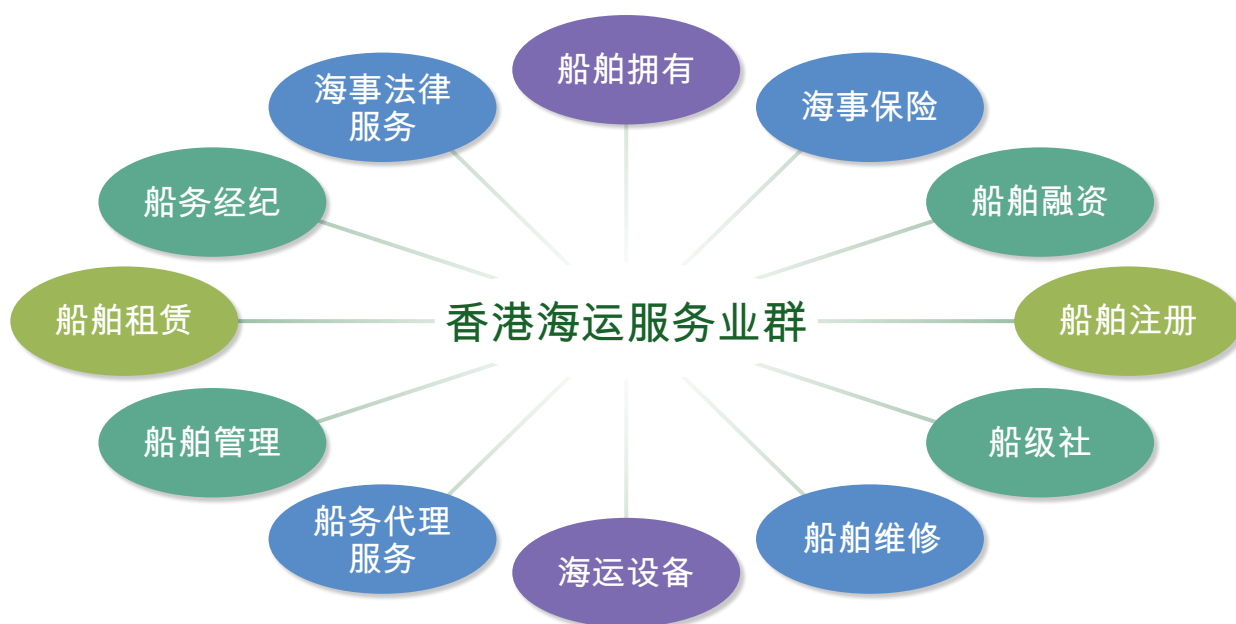 船舶拥有
海事法律
服务
海事保险
船务经纪
船舶融资
船舶租赁
香港海运服务业群
船舶注册
船舶管理
船级社
船务代理
服务
船舶维修
海运设备